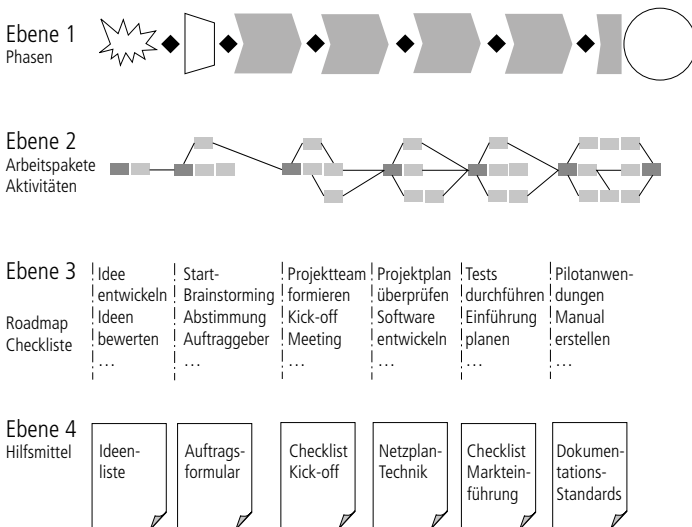 Ebene 1
Phasen
Ebene 2
Arbeitspakete
Aktivitäten
Ebene 3
Roadmap
Checkliste
Idee
entwickeln
Ideen
bewerten
...
Start-
Brainstorming
Abstimmung
Auftraggeber
...
Projektteam
formieren
Kick-off
Meeting
...
Projektplan
überprüfen
Software
entwickeln
...
Tests
durchführen
Einführung
planen
...
Pilotanwen-
dungen
Manual
erstellen
...
Ebene 4
Hilfsmittel
Ideen-
liste
Auftrags-
formular
Checklist
Kick-off
Netzplan-
Technik
Checklist
Marktein-
führung
Dokumen-
tations-
Standards